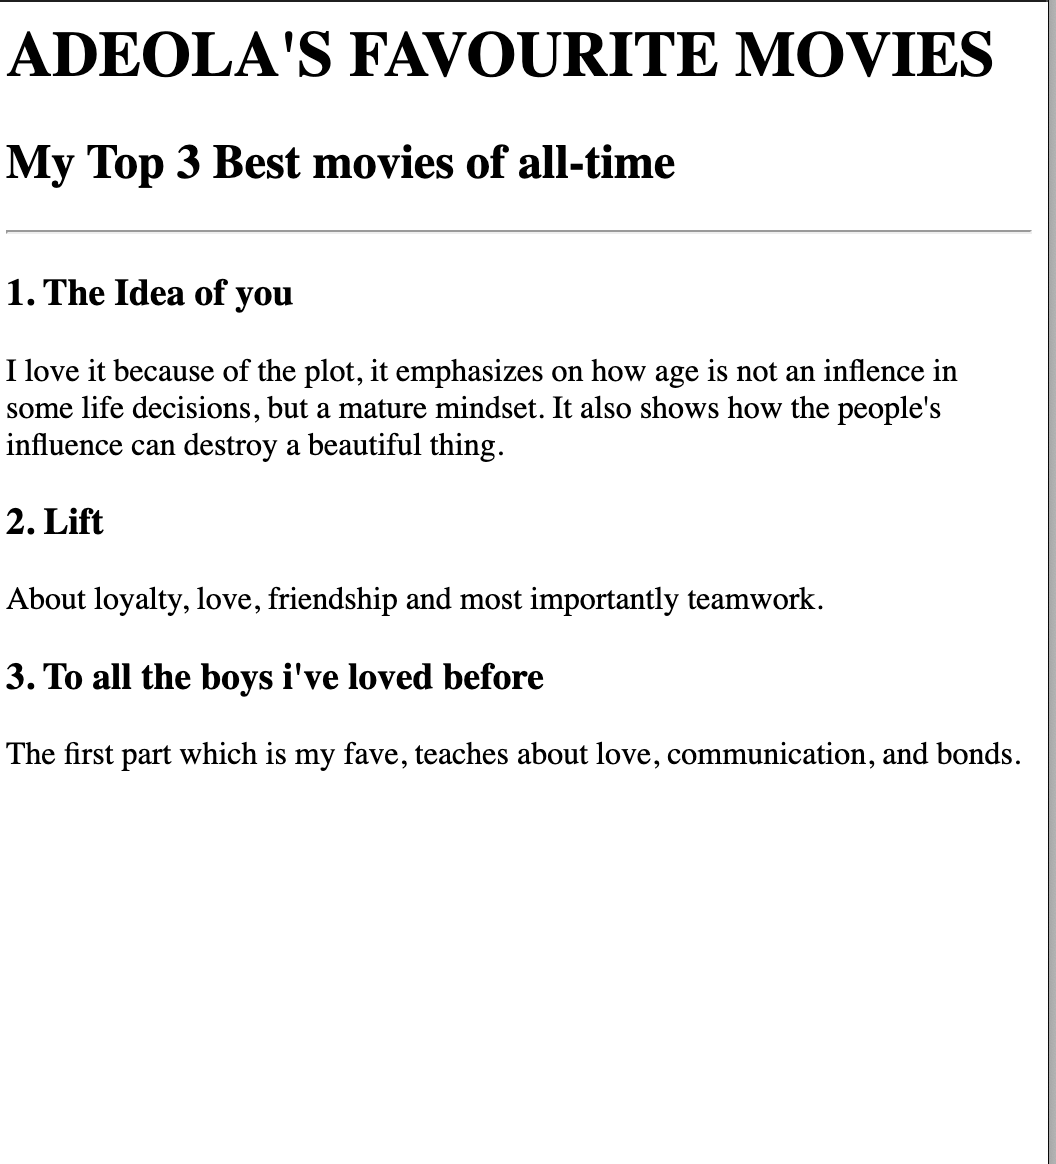 ADEOLA'S FAVOURITE MOVIES
My Top 3 Best movies of all-time
1. The Idea of you
I love it because of the plot, it emphasizes on how age is not an inflence in
some life decisions, but a mature mindset. It also shows how the people's
influence can destroy a beautiful thing.
2. Lift
About loyalty, love, friendship and most importantly teamwork.
3. To all the boys i've loved before
The first part which is my fave, teaches about love, communication, and bonds.